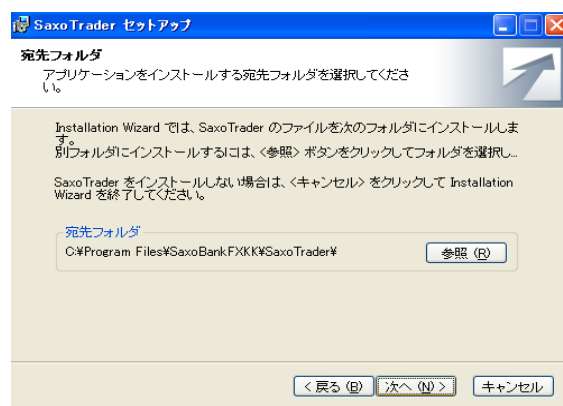 SaxoTrader セットアップ
宛先フォルダ
アプリケーションをインストールする宛先フォルダを選択してくださ
い。
Installation Wizard では、SaxoTrader のファイルを次のフォルダにインストールしま
す。
別フォルダにインストールするには、<参照> ボタンをクリックしてフォルダを選択し...
SaxoTrader をインストールしない場合は、<キャンセル> をクリックして Installation
Wizard を終了してください。
宛先フォルダ
C:¥Program Files¥SaxoBankFXKK¥SaxoTrader¥
参照 (R)
< 戻る (B)
次へ (N) >
キャンセル